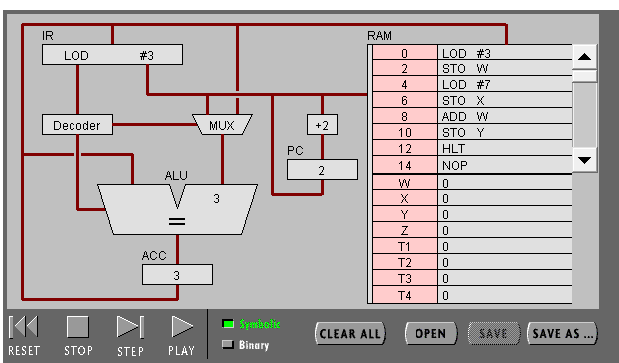 IR
LOD #3
Decoder
MUX
+2
PC
2
ALU
3
=
ACC
3
RAM
0 LOD #3
2 STO W
4 LOD #7
6 STO X
8 ADD W
10 STO Y
12 HLT
14 NOP
W 0
X 0
Y 0
Z 0
T1 0
T2 0
T3 0
T4 0
RESET
STOP
STEP
PLAY
Symbolic
Binary
CLEAR ALL
OPEN
SAVE
SAVE AS ...